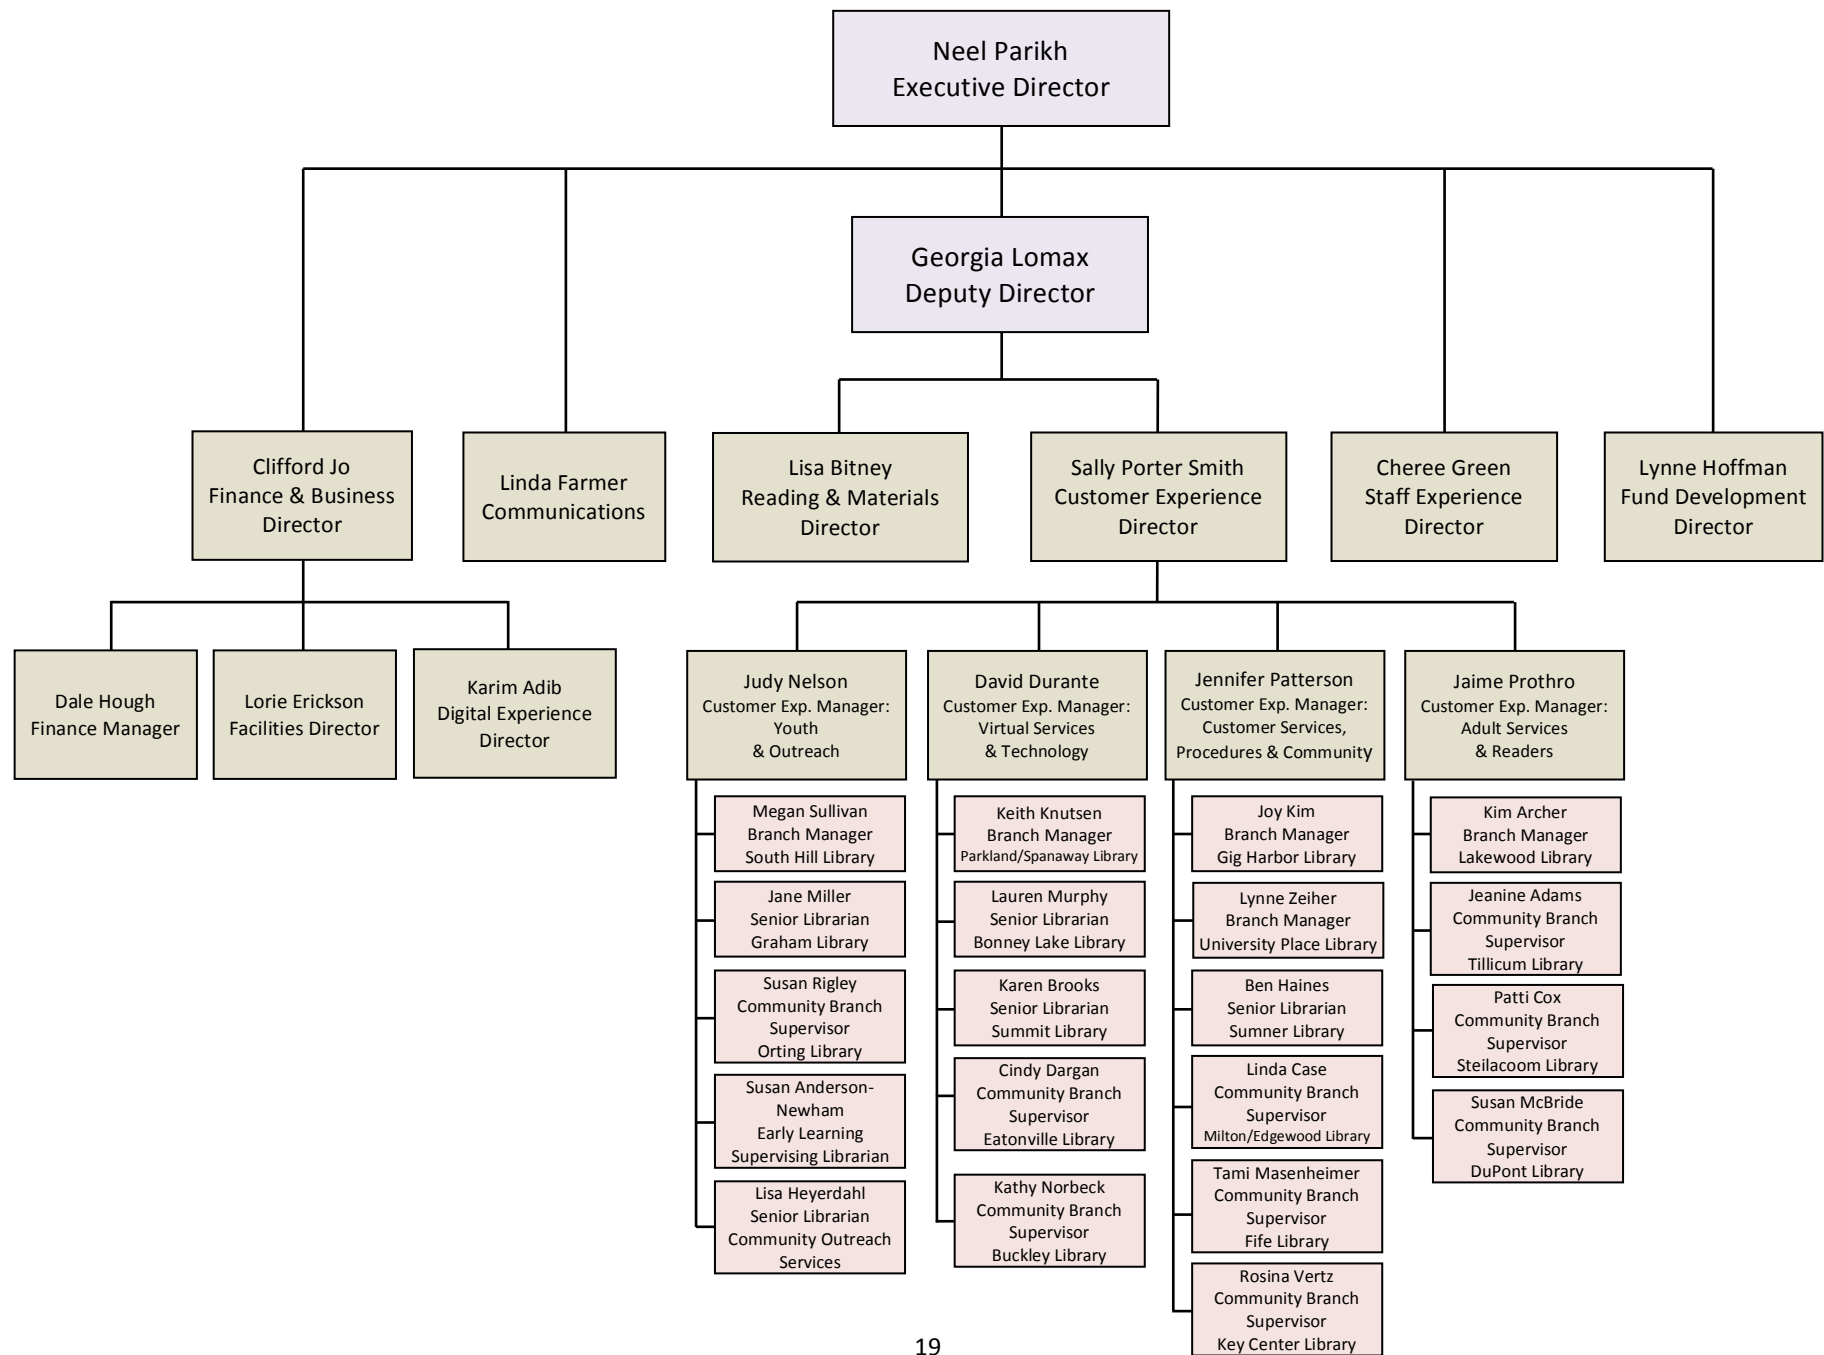 Neel Parikh
Executive Director
Georgia Lomax
Deputy Director
Clifford Jo
Finance & Business
Director
Linda Farmer
Communications
Lisa Bitney
Reading & Materials
Director
Sally Porter Smith
Customer Experience
Director
Cheree Green
Staff Experience
Director
Lynne Hoffman
Fund Development
Director
Dale Hough
Finance Manager
Lorie Erickson
Facilities Director
Karim Adib
Digital Experience
Director
Judy Nelson
Customer Exp. Manager:
Youth
& Outreach
David Durante
Customer Exp. Manager:
Virtual Services
& Technology
Jennifer Patterson
Customer Exp. Manager:
Customer Services,
Procedures & Community
Jaime Prothro
Customer Exp. Manager:
Adult Services
& Readers
Megan Sullivan
Branch Manager
South Hill Library
Jane Miller
Senior Librarian
Graham Library
Susan Rigley
Community Branch
Supervisor
Orting Library
Susan Anderson-
Newham
Early Learning
Supervising Librarian
Lisa Heyerdahl
Senior Librarian
Community Outreach
Services
Keith Knutsen
Branch Manager
Parkland/Spanaway Library
Lauren Murphy
Senior Librarian
Bonney Lake Library
Karen Brooks
Senior Librarian
Summit Library
Cindy Dargan
Community Branch
Supervisor
Eatonville Library
Kathy Norbeck
Community Branch
Supervisor
Buckley Library
Joy Kim
Branch Manager
Gig Harbor Library
Lynne Zeiher
Branch Manager
University Place Library
Ben Haines
Senior Librarian
Sumner Library
Linda Case
Community Branch
Supervisor
Milton/Edgewood Library
Tami Masenheimer
Community Branch
Supervisor
Fife Library
Rosina Vertz
Community Branch
Supervisor
Key Center Library
Kim Archer
Branch Manager
Lakewood Library
Jeanine Adams
Community Branch
Supervisor
Tillicum Library
Patti Cox
Community Branch
Supervisor
Steilacoom Library
Susan McBride
Community Branch
Supervisor
DuPont Library
19